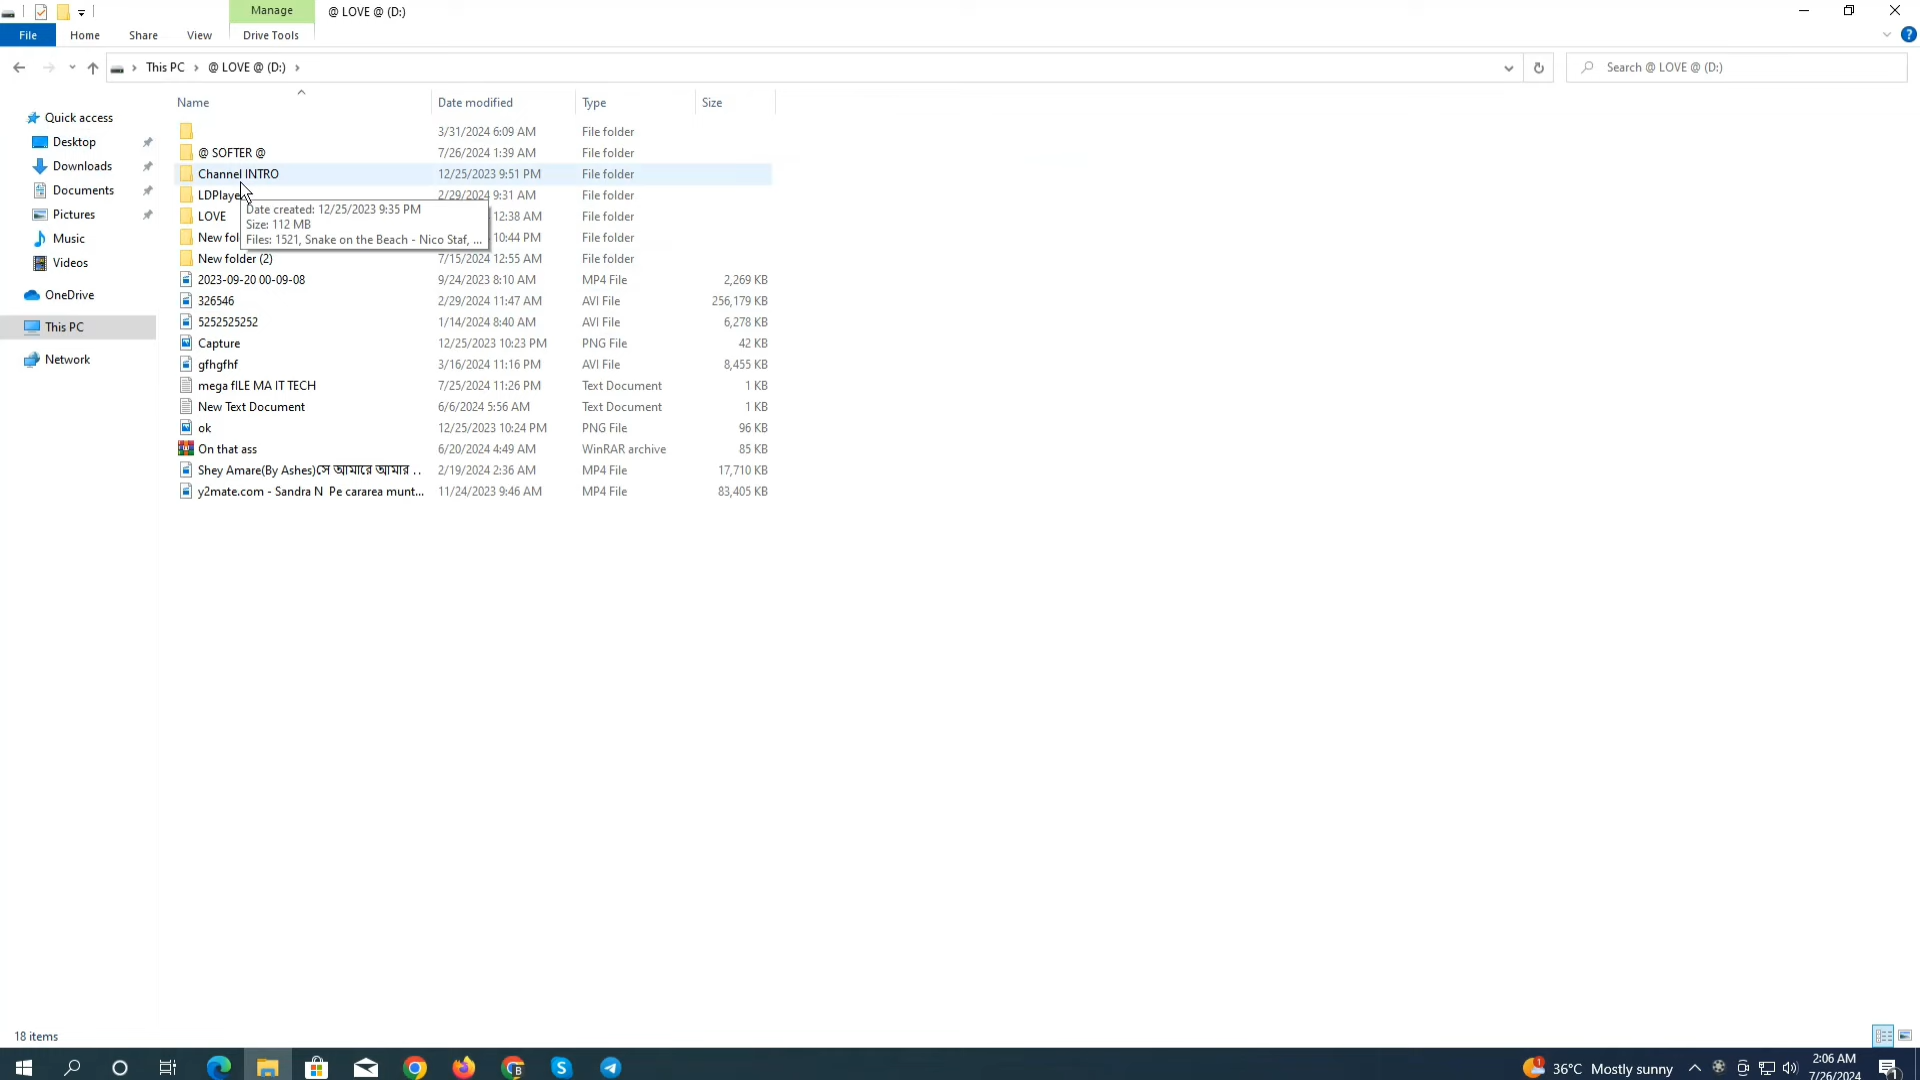 Manage
@ LOVE @ (D:)
File
Home
Share
View
Drive Tools
This PC
@ LOVE @ (D:)
Search @ LOVE @ (D:)
Name
Date modified
Type
Size
Quick access
Desktop
Downloads
Documents
Pictures
Music
Videos
OneDrive
This PC
Network
3/31/2024 6:09 AM File folder
@ SOFTER @ 7/26/2024 1:39 AM File folder
Channel INTRO 12/25/2023 9:51 PM File folder
LDPlaye 2/29/2024 9:31 AM File folder
LOVE 12:38 AM File folder
New fol 10:44 PM File folder
Date created: 12/25/2023 9:35 PM
Size: 112 MB
Files: 1521, Snake on the Beach - Nico Staf, ...
New folder (2) 7/15/2024 12:55 AM File folder
2023-09-20 00-09-08 9/24/2023 8:10 AM MP4 File 2,269 KB
326546 2/29/2024 11:47 AM AVI File 256,179 KB
5252525252 1/14/2024 8:40 AM AVI File 6,278 KB
Capture 12/25/2023 10:23 PM PNG File 42 KB
gfhgfhf 3/16/2024 11:16 PM AVI File 8,455 KB
mega fILE MA IT TECH 7/25/2024 11:26 PM Text Document 1 KB
New Text Document 6/6/2024 5:56 AM Text Document 1 KB
ok 12/25/2023 10:24 PM PNG File 96 KB
On that ass 6/20/2024 4:49 AM WinRAR archive 85 KB
Shey Amare(By Ashes)সে আমারে আমার .. 2/19/2024 2:36 AM MP4 File 17,710 KB
y2mate.com - Sandra N Pe cararea munt... 11/24/2023 9:46 AM MP4 File 83,405 KB
18 items
36°C Mostly sunny
2:06 AM
7/26/2024